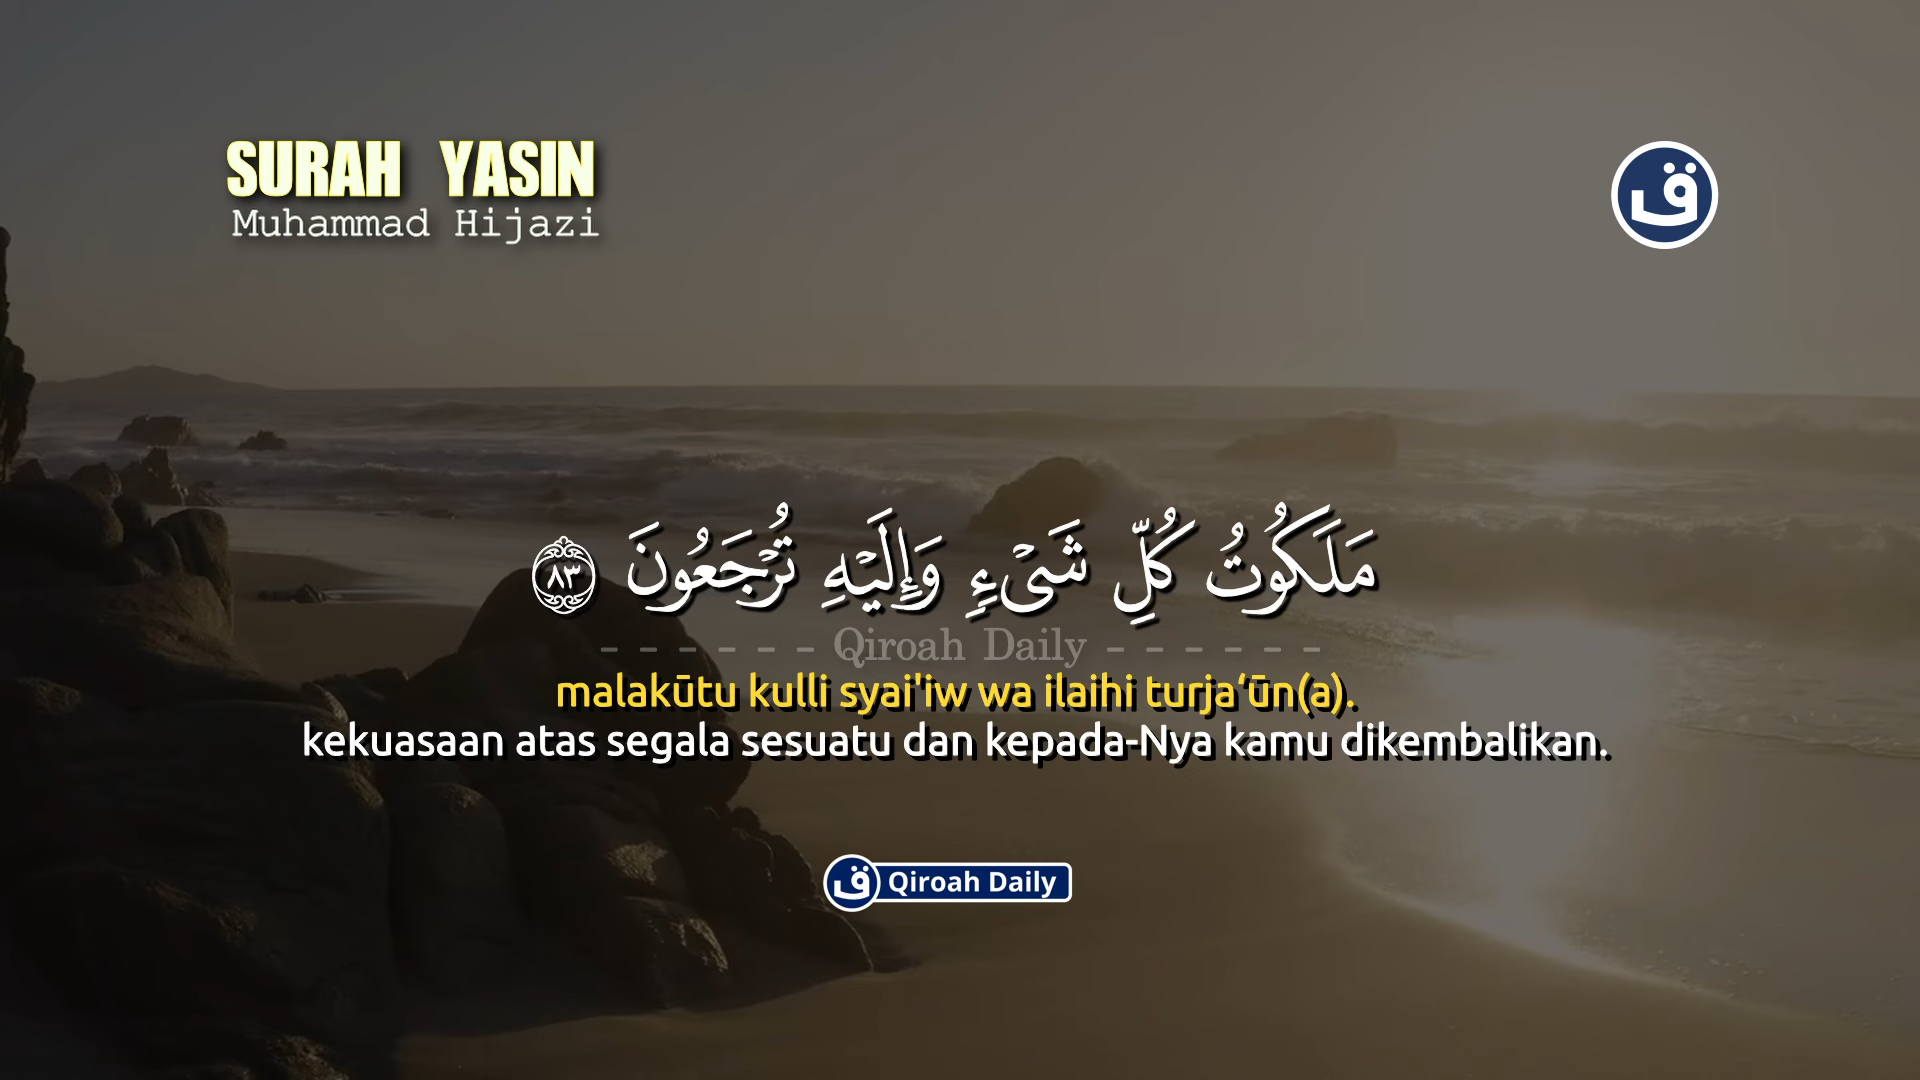 SURAH YASIN
Muhammad Hijazi
ق
مَلَكُوتُ كُلِّ شَىْءٍ وَإِلَيْهِ تُرْجَعُونَ ٨٣
- - - - - - Qiroah Daily - - - - - -
malakūtu kulli syai'iw wa ilaihi turja‘ūn(a).
kekuasaan atas segala sesuatu dan kepada-Nya kamu dikembalikan.
ق Qiroah Daily